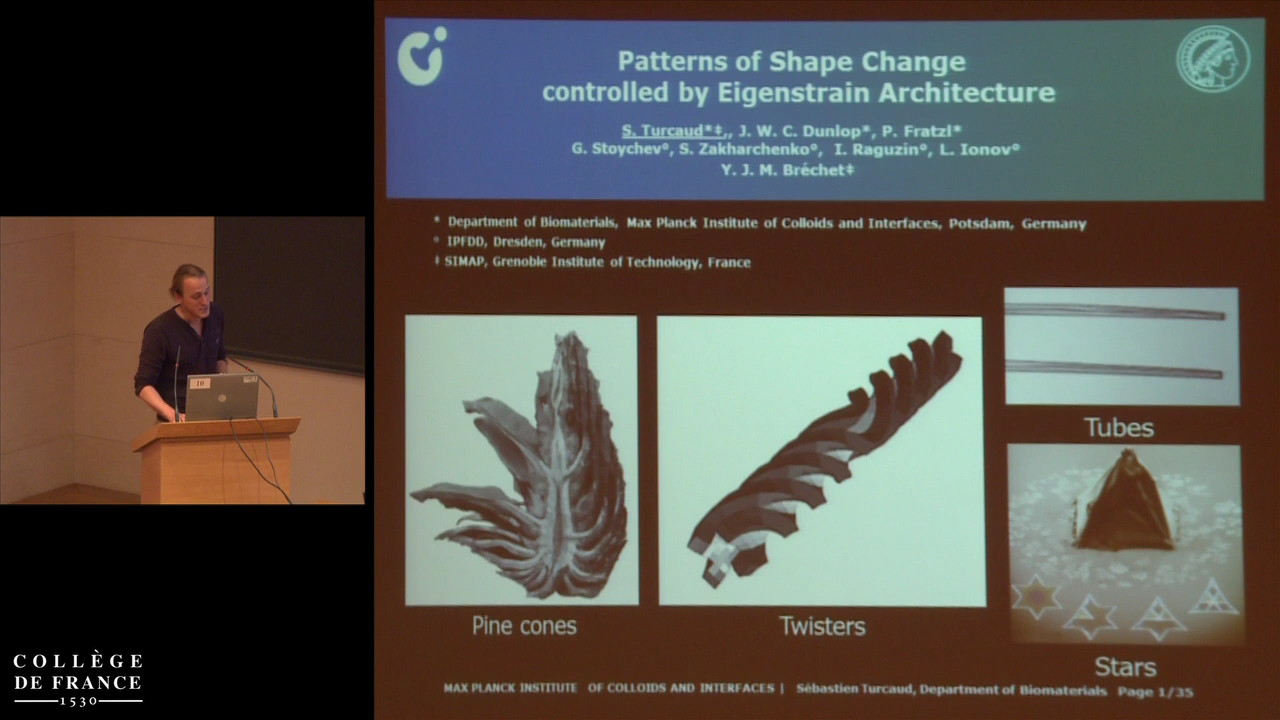 Patterns of Shape Change
controlled by Eigenstrain Architecture
S. Turcaud*‡,, J. W. C. Dunlop*, P. Fratzl*
G. Stoychev°, S. Zakharchenko°, I. Raguzin°, L. Ionov°
Y. J. M. Bréchet‡
* Department of Biomaterials, Max Planck Institute of Colloids and Interfaces, Potsdam, Germany
° IPFDD, Dresden, Germany
‡ SIMAP, Grenoble Institute of Technology, France
Tubes
Pine cones
Twisters
Stars
MAX PLANCK INSTITUTE OF COLLOIDS AND INTERFACES | Sébastien Turcaud, Department of Biomaterials Page 1/35
10
COLLÈGE
DE FRANCE
1530